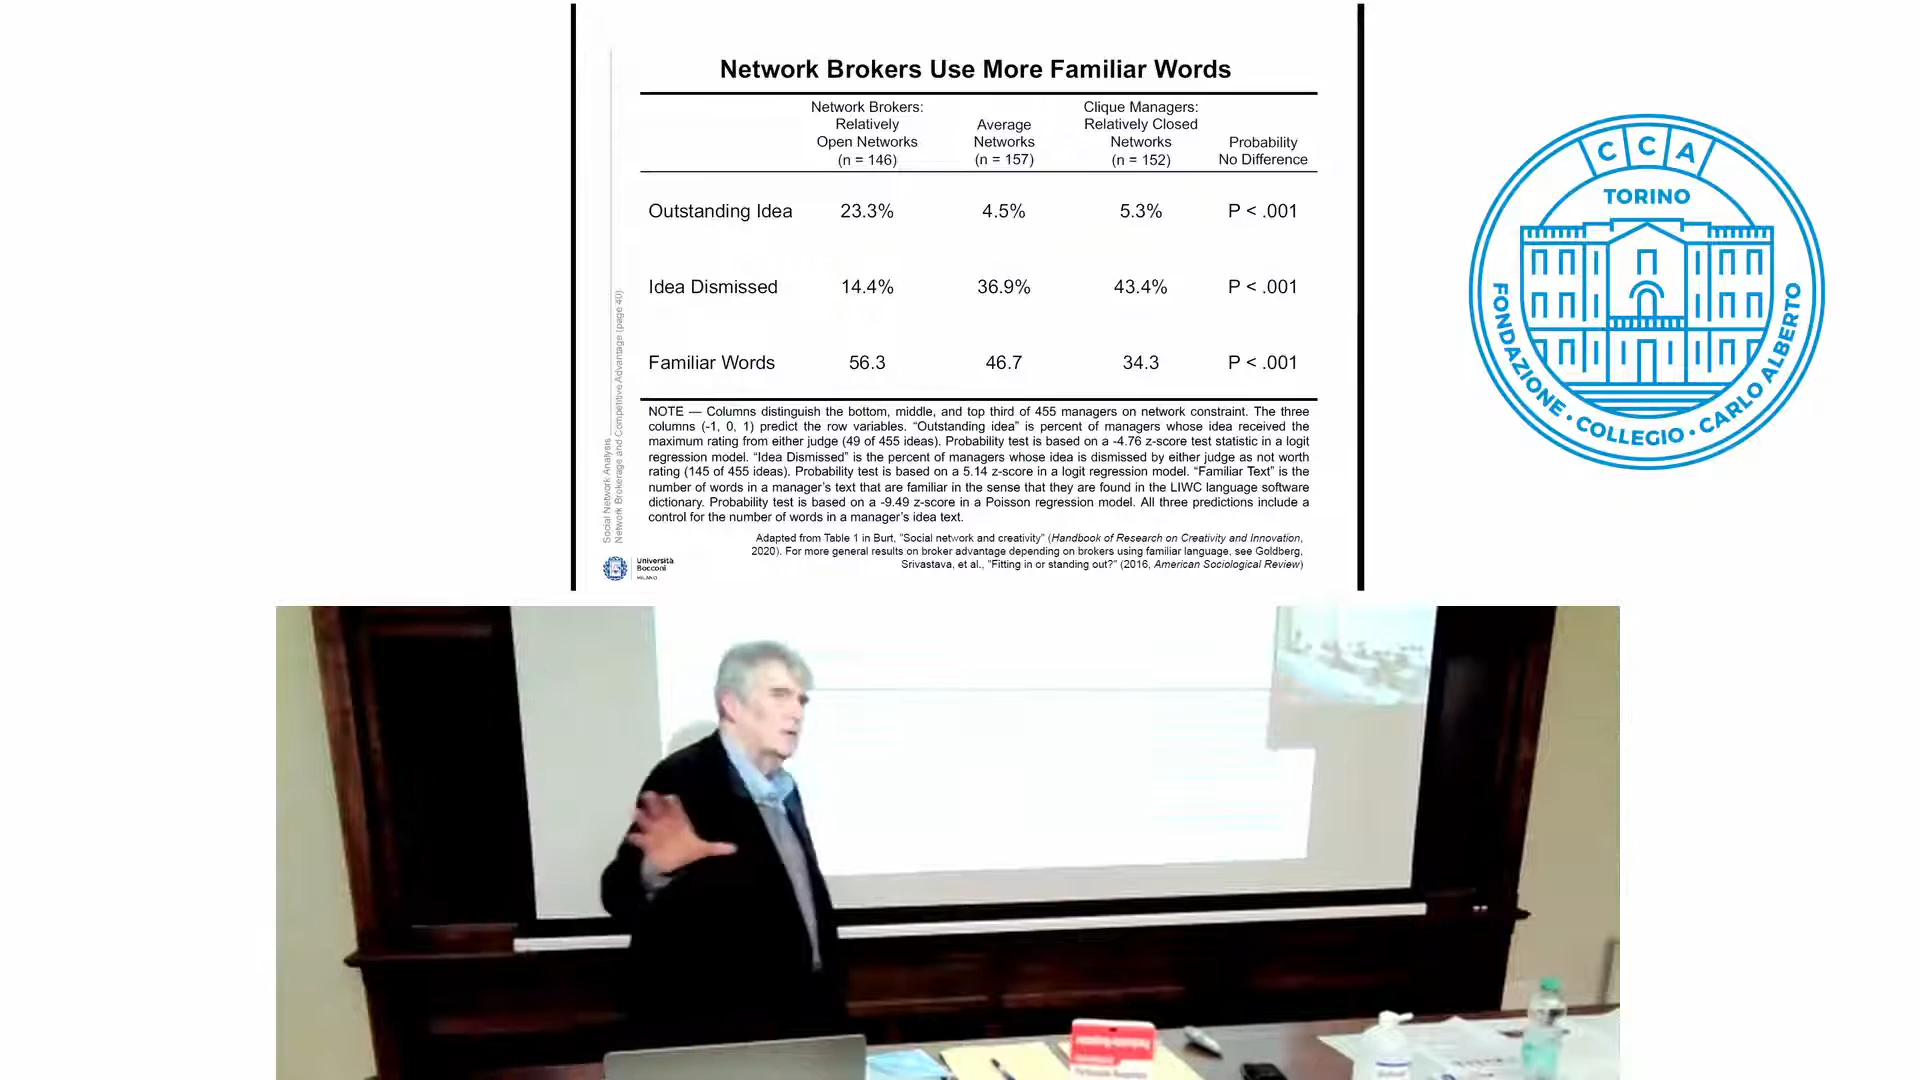 Network Brokers Use More Familiar Words
Network Brokers:
Relatively
Open Networks
(n = 146)
Average
Networks
(n = 157)
Clique Managers:
Relatively Closed
Networks
(n = 152)
Probability
No Difference
Outstanding Idea 23.3% 4.5% 5.3% P < .001
Idea Dismissed 14.4% 36.9% 43.4% P < .001
Familiar Words 56.3 46.7 34.3 P < .001
NOTE — Columns distinguish the bottom, middle, and top third of 455 managers on network constraint. The three
columns (-1, 0, 1) predict the row variables. “Outstanding idea” is percent of managers whose idea received the
maximum rating from either judge (49 of 455 ideas). Probability test is based on a -4.76 z-score test statistic in a logit
regression model. “Idea Dismissed” is the percent of managers whose idea is dismissed by either judge as not worth
rating (145 of 455 ideas). Probability test is based on a 5.14 z-score in a logit regression model. “Familiar Text” is the
number of words in a manager’s text that are familiar in the sense that they are found in the LIWC language software
dictionary. Probability test is based on a -9.49 z-score in a Poisson regression model. All three predictions include a
control for the number of words in a manager’s idea text.
Adapted from Table 1 in Burt, "Social network and creativity" (Handbook of Research on Creativity and Innovation,
2020). For more general results on broker advantage depending on brokers using familiar language, see Goldberg,
Srivastava, et al., "Fitting in or standing out?" (2016, American Sociological Review)
Social Network Analysis
Network Brokerage and Competitive Advantage (page 40)
Università
Bocconi
MILANO
CCA
TORINO
FONDAZIONE • COLLEGIO • CARLO ALBERTO